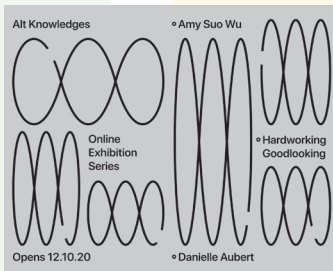 Alt Knowledges
Amy Suo Wu
Online
Exhibition
Series
Hardworking
Goodlooking
Opens 12.10.20
Danielle Aubert